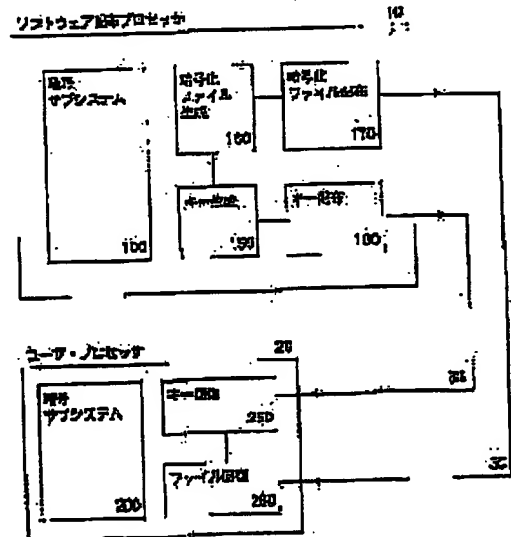 ソフトウェア配布プロセッサ
10
暗号
サブシステム
100
暗号化
ファイル
生成
160
暗号化
ファイル配布
170
キー生成
150
キー配布
180
ユーザ・プロセッサ
20
暗号
サブシステム
200
キー回復
250
ファイル回復
260
35